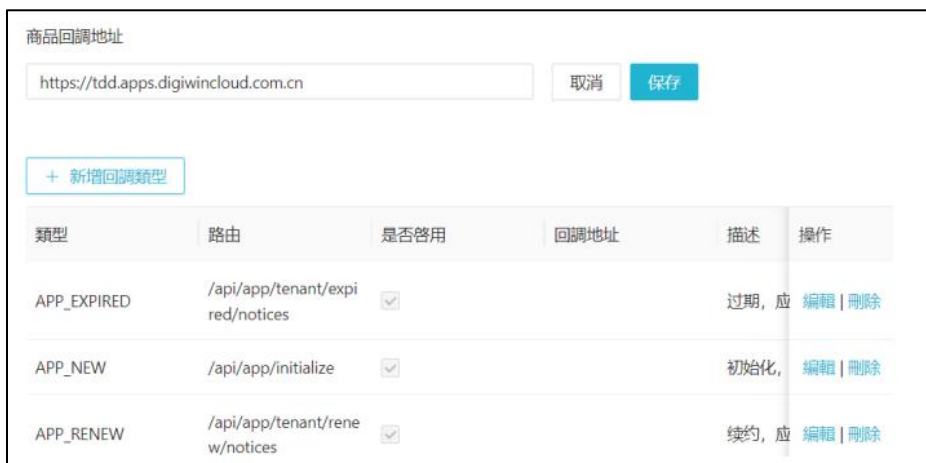 商品回調地址
https://tdd.apps.digiwincloud.com.cn 取消 保存
+ 新增回調類型
類型 路由 是否啓用 回調地址 描述 操作
/api/app/tenant/expi
APP_EXPIRED 过期，应 編輯 | 刪除
red/notices
APP_NEW /api/app/initialize 初始化， 編輯 | 刪除
/api/app/tenant/rene
APP_RENEW 续约，应 編輯 | 刪除
w/notices